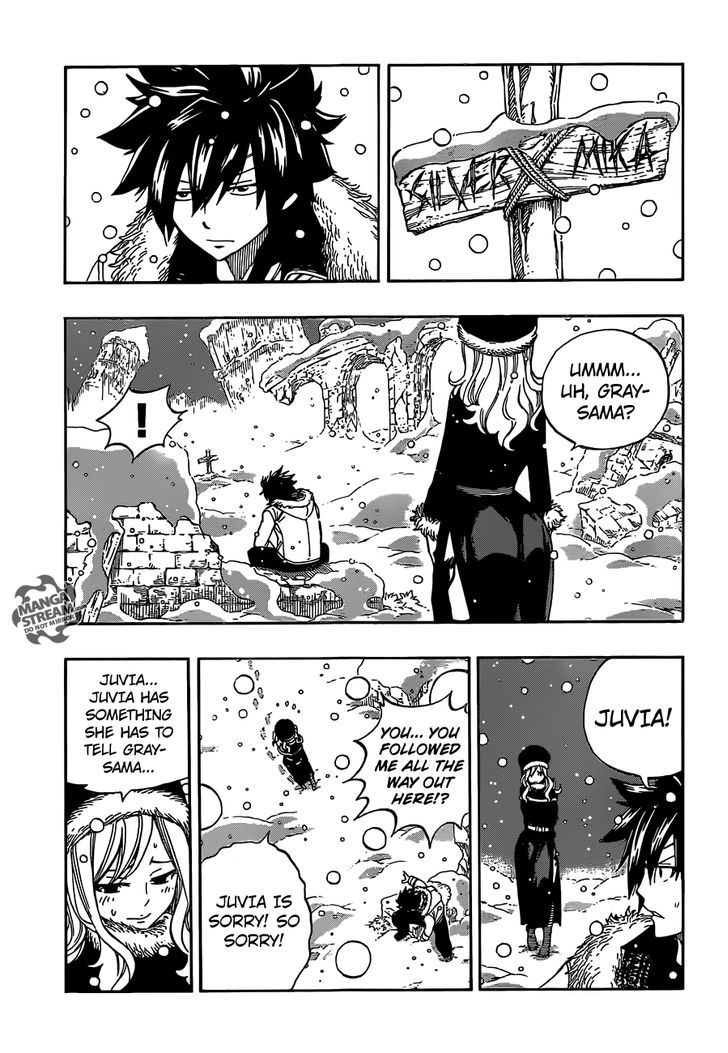 SILVER MIKA
UMMM...
UH, GRAY-
SAMA?
!
JUVIA!
YOU... YOU
FOLLOWED
ME ALL THE
WAY OUT
HERE!?
JUVIA IS
SORRY! SO
SORRY!
JUVIA...
JUVIA HAS
SOMETHING
SHE HAS TO
TELL GRAY-
SAMA...
MANGA
STREAM
DO NOT MIRROR